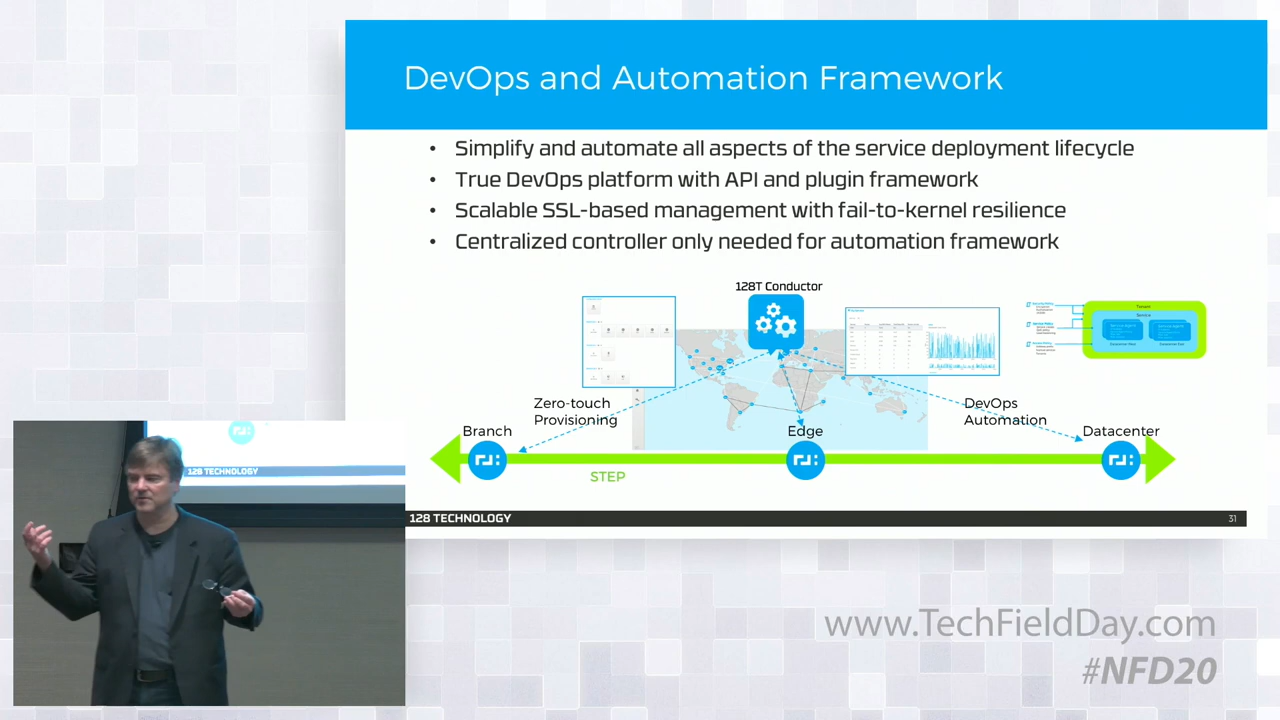 DevOps and Automation Framework
• Simplify and automate all aspects of the service deployment lifecycle
• True DevOps platform with API and plugin framework
• Scalable SSL-based management with fail-to-kernel resilience
• Centralized controller only needed for automation framework
128T Conductor
Tenant
Service
Zero-touch
Provisioning
DevOps
Automation
Branch
Edge
Datacenter
STEP
128 TECHNOLOGY
128 TECHNOLOGY
31
www.TechFieldDay.com
#NFD20